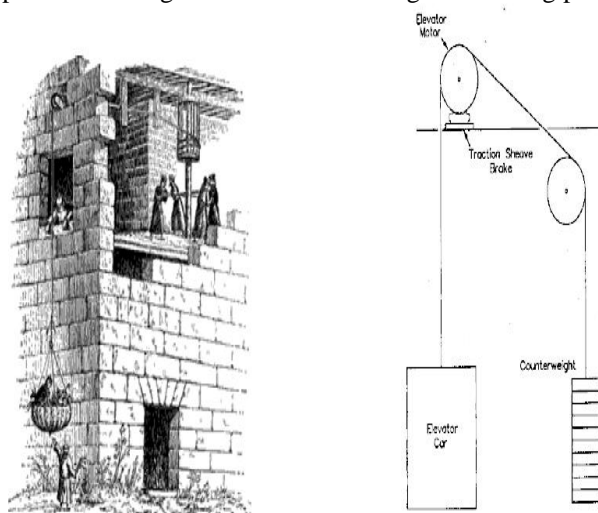 Elevator
Motor
Traction Sheave
Brake
Counterweight
Elevator
Car